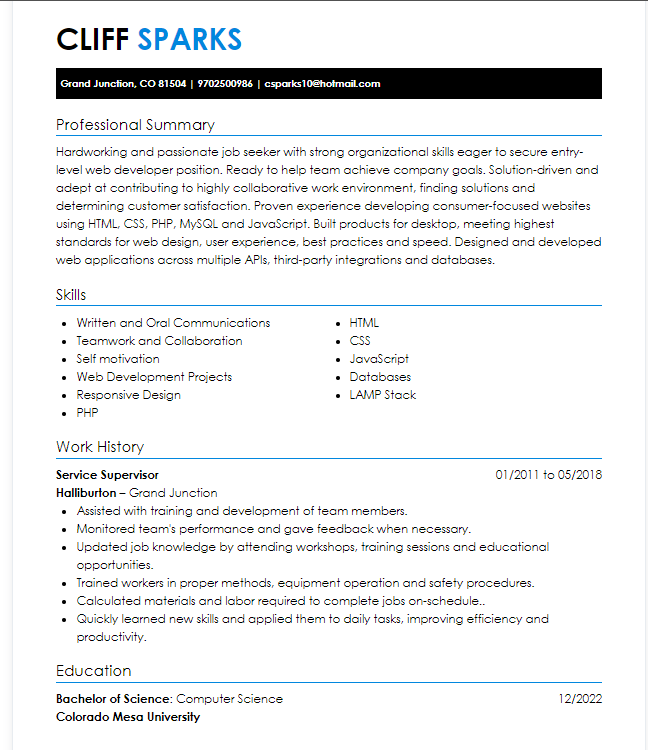 CLIFF SPARKS
Grand Junction, CO 81504 | 9702500986 | csparks10@hotmail.com
Professional Summary
Hardworking and passionate job seeker with strong organizational skills eager to secure entry-
level web developer position. Ready to help team achieve company goals. Solution-driven and
adept at contributing to highly collaborative work environment, finding solutions and
determining customer satisfaction. Proven experience developing consumer-focused websites
using HTML, CSS, PHP, MySQL and JavaScript. Built products for desktop, meeting highest
standards for web design, user experience, best practices and speed. Designed and developed
web applications across multiple APIs, third-party integrations and databases.
Skills
• Written and Oral Communications
• Teamwork and Collaboration
• Self motivation
• Web Development Projects
• Responsive Design
• PHP
• HTML
• CSS
• JavaScript
• Databases
• LAMP Stack
Work History
Service Supervisor 01/2011 to 05/2018
Halliburton – Grand Junction
• Assisted with training and development of team members.
• Monitored team's performance and gave feedback when necessary.
• Updated job knowledge by attending workshops, training sessions and educational
opportunities.
• Trained workers in proper methods, equipment operation and safety procedures.
• Calculated materials and labor required to complete jobs on-schedule..
• Quickly learned new skills and applied them to daily tasks, improving efficiency and
productivity.
Education
Bachelor of Science: Computer Science 12/2022
Colorado Mesa University